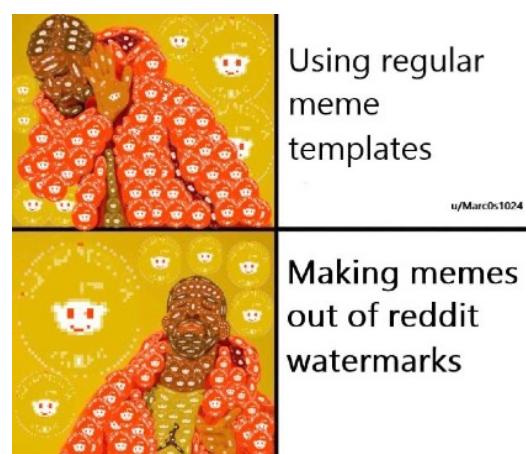 Using regular
meme
templates
u/Marc0s1024
Making memes
out of reddit
watermarks